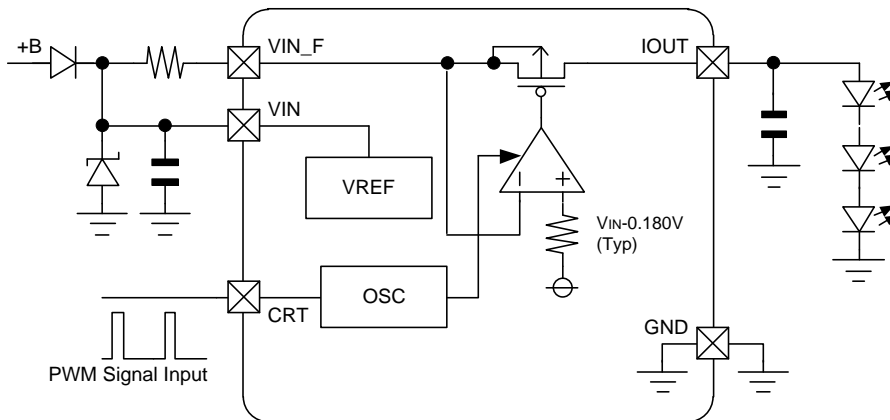 +B
VIN_F
IOUT
VIN
VREF
VIN-0.180V
(Typ)
OSC
CRT
GND
PWM Signal Input